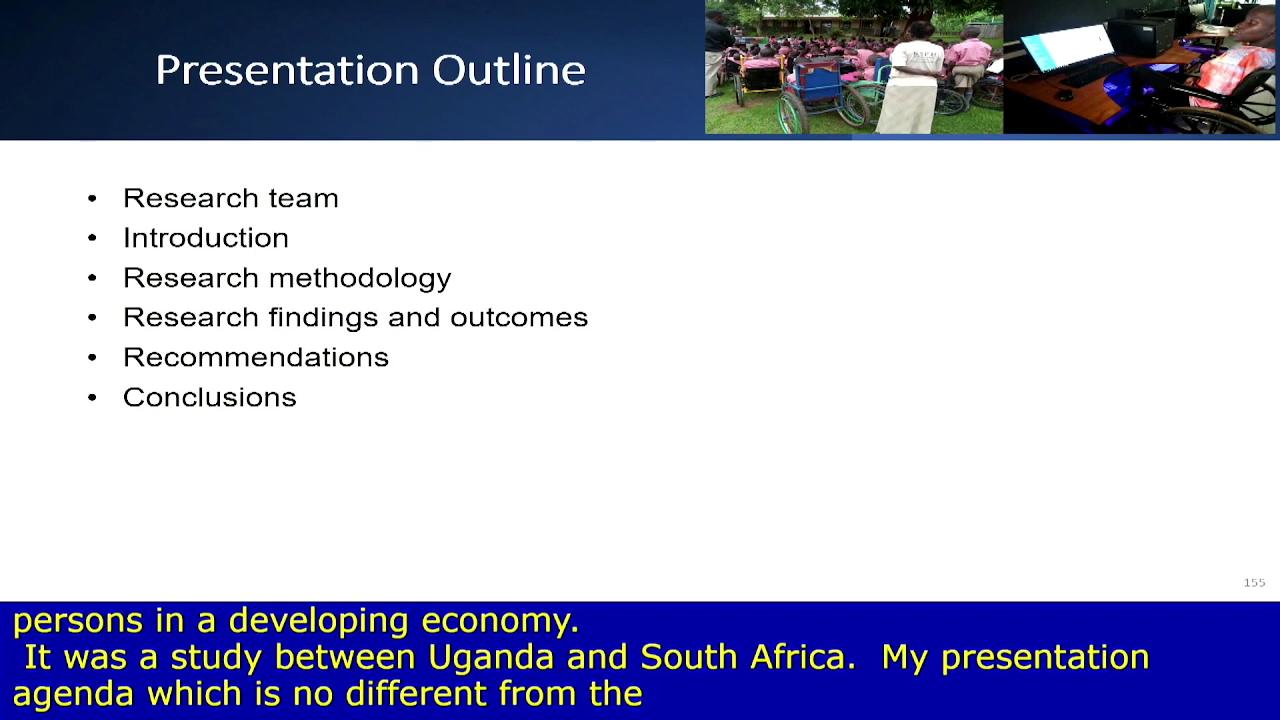 Presentation Outline
• Research team
• Introduction
• Research methodology
• Research findings and outcomes
• Recommendations
• Conclusions
155
persons in a developing economy.
It was a study between Uganda and South Africa.  My presentation
agenda which is no different from the